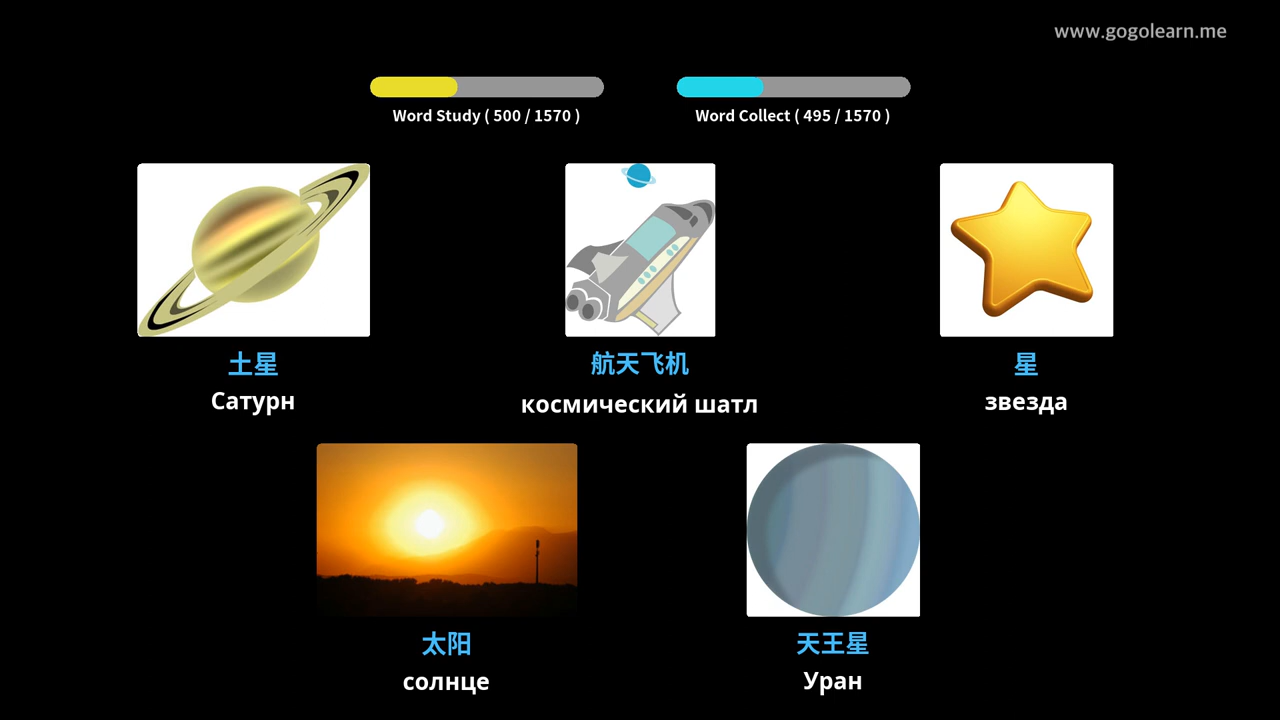 www.gogolearn.me
Word Study ( 500 / 1570 )
Word Collect ( 495 / 1570 )
土星
Сатурн
航天飞机
космический шатл
星
звезда
太阳
солнце
天王星
Уран